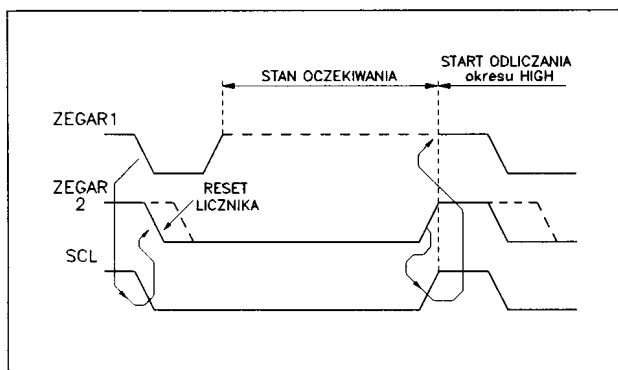 STAN OCZEKIWANIA
START ODLICZANIA
okresu HIGH
ZEGAR1
ZEGAR
2
RESET
LICZNIKA
SCL